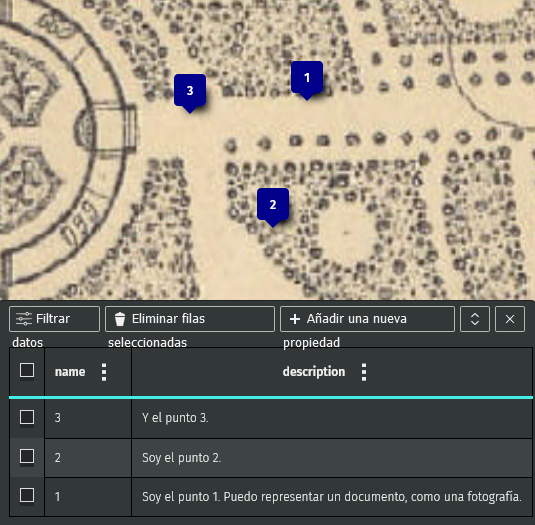 3
1
2
Filtrar datos
Eliminar filas seleccionadas
Añadir una nueva propiedad
name
description
3
Y el punto 3.
2
Soy el punto 2.
1
Soy el punto 1. Puedo representar un documento, como una fotografía.